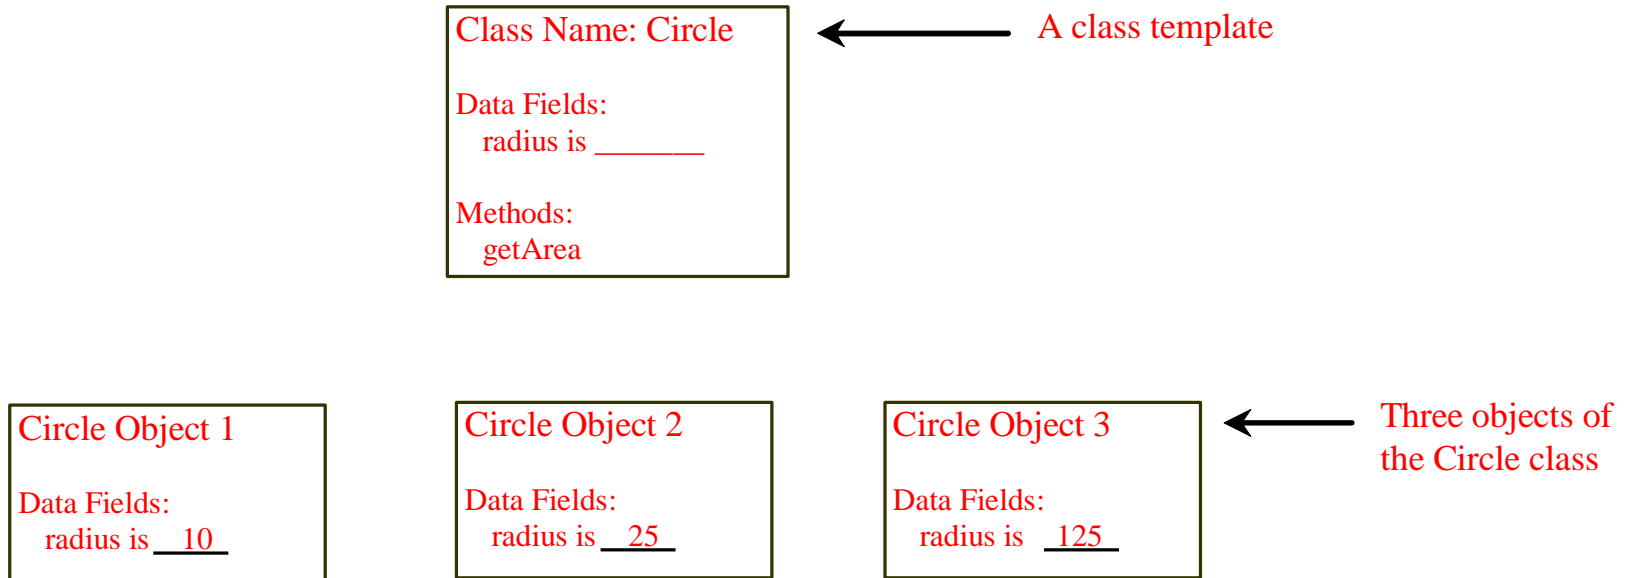 Class Name: Circle
A class template
Data Fields:
radius is _______
Methods:
getArea
Circle Object 1
Data Fields:
radius is 10
Circle Object 2
Data Fields:
radius is 25
Circle Object 3
Data Fields:
radius is 125
Three objects of
the Circle class